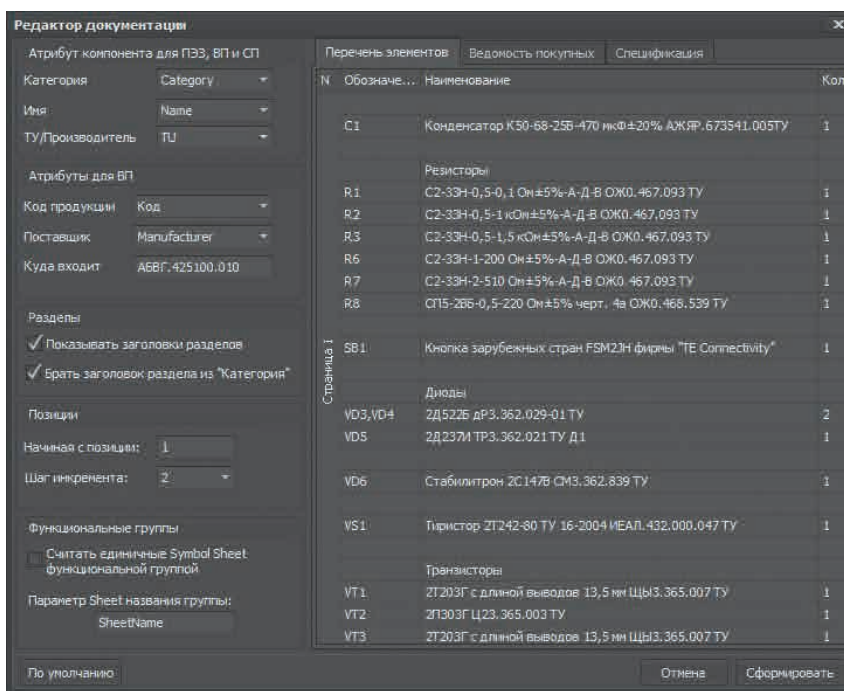 Редактор документации
Атрибут компонента для ПЭЗ, ВП и СП
Категория Category
Имя Name
ТУ/Производитель TU
Атрибуты для ВП
Код продукции Код
Поставщик Manufacturer
Куда входит АБВГ.425100.010
Разделы
Показывать заголовки разделов
Брать заголовок раздела из "Категория"
Позиции
Начиная с позиции: 1
Шаг инкремента: 2
Функциональные группы
Считать единичные Symbol Sheet
функциональной группой
Параметр Sheet названия группы:
SheetName
По умолчанию
Перечень элементов Ведомость покупных Спецификация
N Обозначе... Наименование Кол
Страница 1
C1 Конденсатор К50-68-25В-470 мкФ±20% АЖЯР.673541.005ТУ 1
Резисторы
R1 С2-33Н-0,5-0,1 Ом±5%-А-Д-В ОЖ0.467.093 ТУ 1
R2 С2-33Н-0,5-1 кОм±5%-А-Д-В ОЖ0.467.093 ТУ 1
R3 С2-33Н-0,5-1,5 кОм±5%-А-Д-В ОЖ0.467.093 ТУ 1
R6 С2-33Н-1-200 Ом±5%-А-Д-В ОЖ0.467.093 ТУ 1
R7 С2-33Н-2-510 Ом±5%-А-Д-В ОЖ0.467.093 ТУ 1
R8 СП5-2ВБ-0,5-220 Ом±5% черт. 4а ОЖ0.468.539 ТУ 1
SB1 Кнопка зарубежных стран FSM2JH фирмы "TE Connectivity" 1
Диоды
VD3,VD4 2Д522Б дР3.362.029-01 ТУ 2
VD5 2Д237И ТР3.362.021 ТУ Д1 1
VD6 Стабилитрон 2С147В СМ3.362.839 ТУ 1
VS1 Тиристор 2Т242-80 ТУ 16-2004 ИЕАЛ.432.000.047 ТУ 1
Транзисторы
VT1 2Т203Г с длиной выводов 13,5 мм ЩЫ3.365.007 ТУ 1
VT2 2П303Г Ц23.365.003 ТУ 1
VT3 2Т203Г с длиной выводов 13,5 мм ЩЫ3.365.007 ТУ 1
Отмена Сформировать